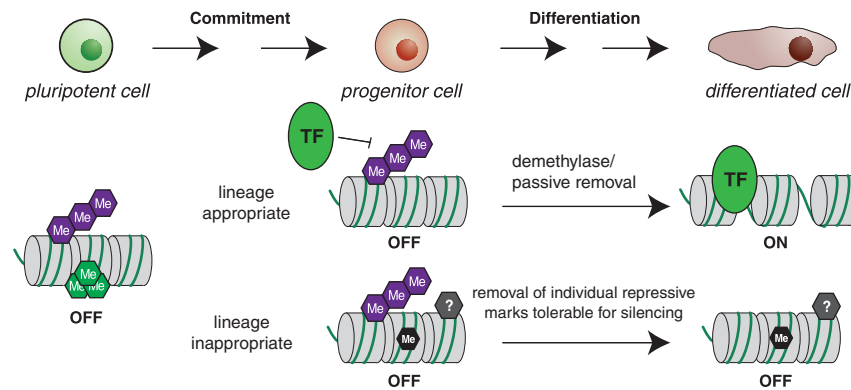 Commitment
Differentiation
pluripotent cell
progenitor cell
differentiated cell
TF
Me Me Me
lineage
appropriate
demethylase/
passive removal
TF
OFF
ON
Me Me Me
Me
Me Me
OFF
lineage
inappropriate
Me Me Me
?
Me
removal of individual repressive
marks tolerable for silencing
?
Me
OFF
OFF